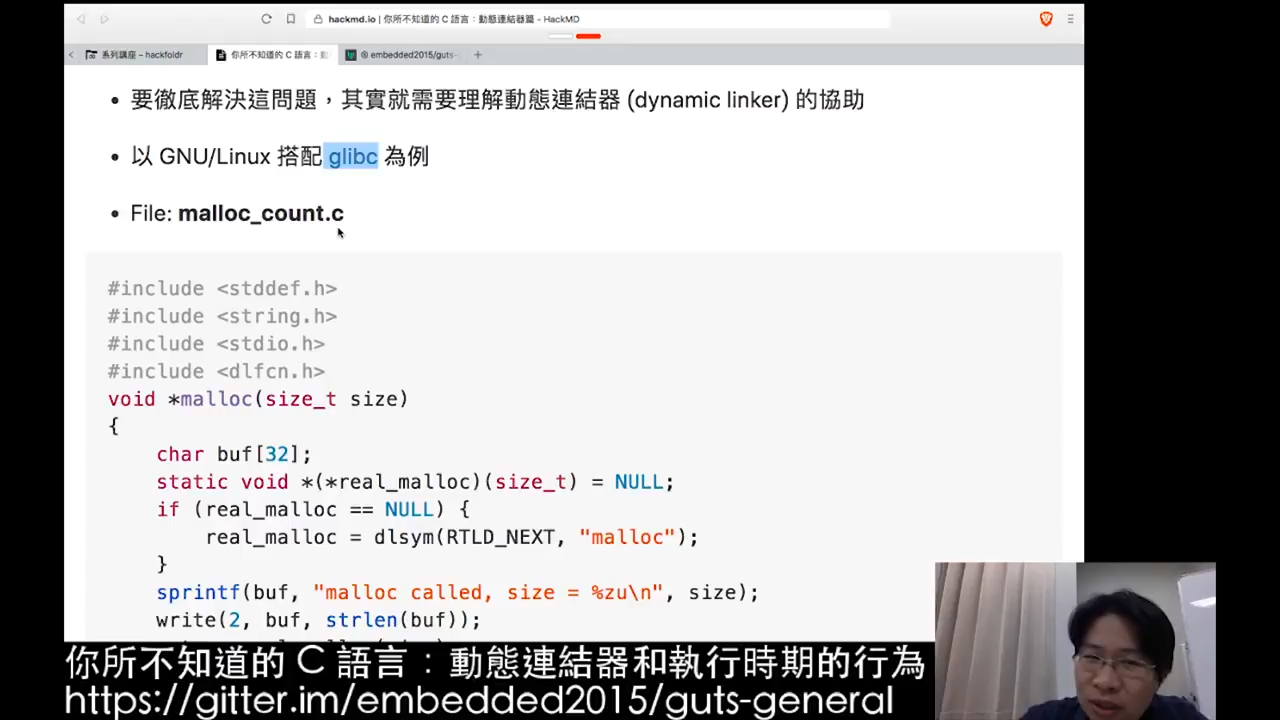 hackmd.io | 你所不知道的 C 語言：動態連結器篇 - HackMD
系列講座 – hackfoldr
你所不知道的 C 語言：動
embedded2015/guts-
要徹底解決這問題，其實就需要理解動態連結器 (dynamic linker) 的協助
以 GNU/Linux 搭配 glibc 為例
File: malloc_count.c
#include <stddef.h>
#include <string.h>
#include <stdio.h>
#include <dlfcn.h>
void *malloc(size_t size)
{
char buf[32];
static void *(*real_malloc)(size_t) = NULL;
if (real_malloc == NULL) {
real_malloc = dlsym(RTLD_NEXT, "malloc");
}
sprintf(buf, "malloc called, size = %zu\n", size);
write(2, buf, strlen(buf));
你所不知道的 C 語言：動態連結器和執行時期的行為
https://gitter.im/embedded2015/guts-general